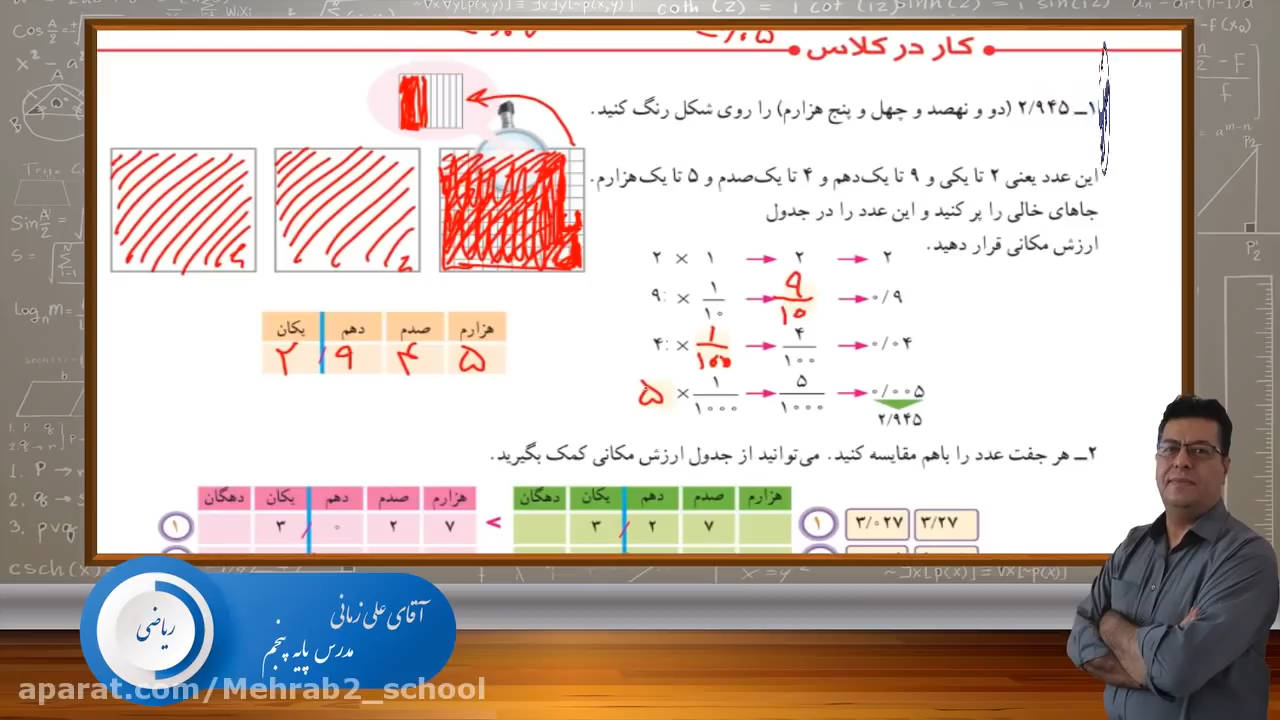 کار در کلاس
۱ــ ۲/۹۴۵ (دو و نهصد و چهل و پنج هزارم) را روی شکل رنگ کنید.
این عدد یعنی ۲ تا یکی و ۹ تا یک‌دهم و ۴ تا یک‌صدم و ۵ تا یک‌هزارم.
جاهای خالی را پر کنید و این عدد را در جدول
ارزش مکانی قرار دهید.
۲ × ۱ → ۲ → ۲
۹: × ۱/۱۰ → ۹/۱۰ → ۰/۹
۴: × ۱/۱۰۰ → ۴/۱۰۰ → ۰/۰۴
۵ × ۱/۱۰۰۰ → ۵/۱۰۰۰ → ۰/۰۰۵
۲/۹۴۵
یکان دهم صدم هزارم
۲ / ۹ ۴ ۵
۲ــ هر جفت عدد را باهم مقایسه کنید. می‌توانید از جدول ارزش مکانی کمک بگیرید.
دهگان یکان دهم صدم هزارم دهگان یکان دهم صدم هزارم
۱ ۳ / ۰ ۲ ۷ < ۳ / ۲ ۷ ۱ ۳/۰۲۷ ۳/۲۷
ریاضی
آقای علی زمانی
مدرس پایه پنجم
aparat.com/Mehrab2_school